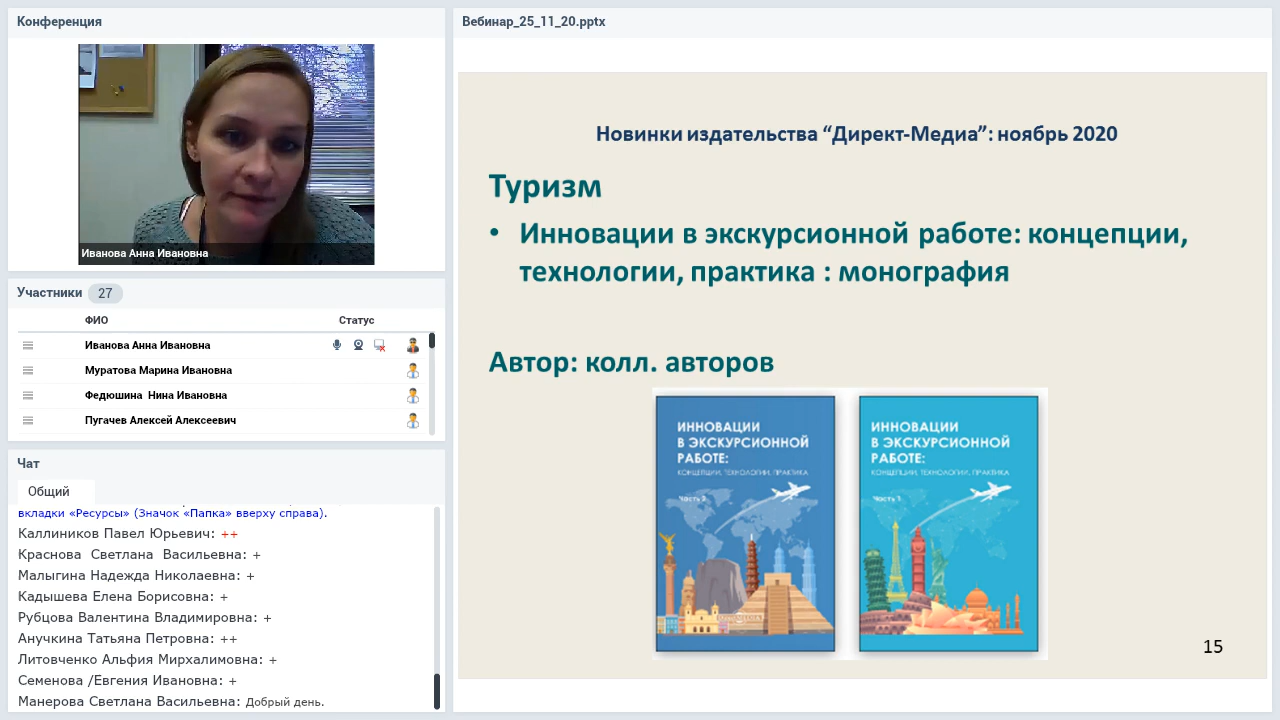 Конференция
Иванова Анна Ивановна
Участники 27
ФИО Статус
Иванова Анна Ивановна
Муратова Марина Ивановна
Федюшина Нина Ивановна
Пугачев Алексей Алексеевич
Чат
Общий
вкладки «Ресурсы» (Значок «Папка» вверху справа).
Каллиников Павел Юрьевич: ++
Краснова Светлана Васильевна: +
Малыгина Надежда Николаевна: +
Кадышева Елена Борисовна: +
Рубцова Валентина Владимировна: +
Анучкина Татьяна Петровна: ++
Литовченко Альфия Мирхалимовна: +
Семенова /Евгения Ивановна: +
Манерова Светлана Васильевна: Добрый день.
Вебинар_25_11_20.pptx
Новинки издательства “Директ-Медиа”: ноябрь 2020
Туризм
• Инновации в экскурсионной работе: концепции,
технологии, практика : монография
Автор: колл. авторов
ИННОВАЦИИ
В ЭКСКУРСИОННОЙ
РАБОТЕ:
КОНЦЕПЦИИ, ТЕХНОЛОГИИ, ПРАКТИКА
Часть 2
ИННОВАЦИИ
В ЭКСКУРСИОННОЙ
РАБОТЕ:
КОНЦЕПЦИИ, ТЕХНОЛОГИИ, ПРАКТИКА
Часть 1
15